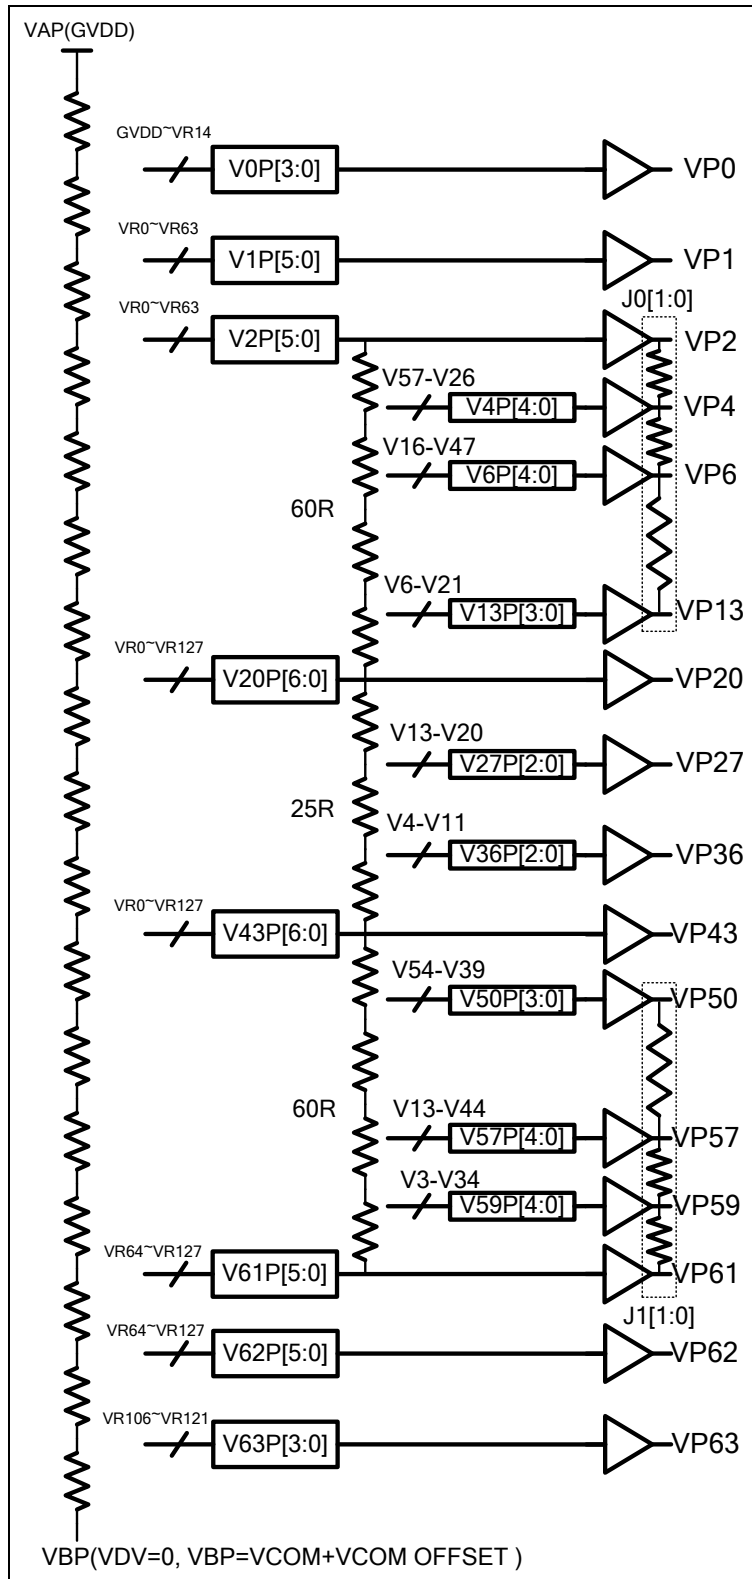 VAP(GVDD)
GVDD~VR14
V0P[3:0]
VP0
VR0~VR63
V1P[5:0]
VP1
J0[1:0]
VR0~VR63
V2P[5:0]
VP2
V57-V26
V4P[4:0]
VP4
V16-V47
V6P[4:0]
VP6
60R
V6-V21
V13P[3:0]
VP13
VR0~VR127
V20P[6:0]
VP20
V13-V20
V27P[2:0]
VP27
25R
V4-V11
V36P[2:0]
VP36
VR0~VR127
V43P[6:0]
VP43
V54-V39
V50P[3:0]
VP50
60R
V13-V44
V57P[4:0]
VP57
V3-V34
V59P[4:0]
VP59
VR64~VR127
V61P[5:0]
VP61
J1[1:0]
VR64~VR127
V62P[5:0]
VP62
VR106~VR121
V63P[3:0]
VP63
VBP(VDV=0, VBP=VCOM+VCOM OFFSET )